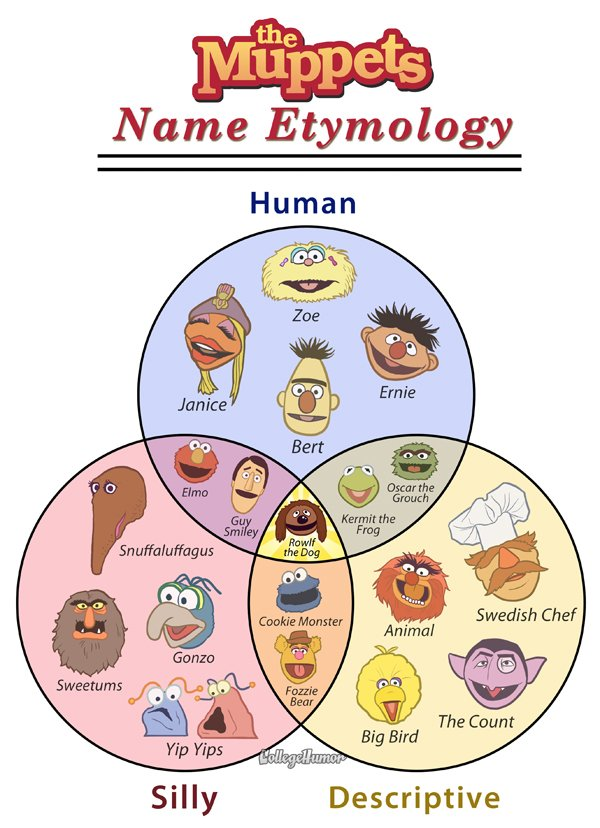 the
Muppets
Name Etymology
Human
Zoe
Ernie
Janice
Bert
Elmo
Guy
Smiley
Oscar the
Grouch
Kermit the
Frog
Rowlf
the Dog
Snuffaluffagus
Sweetums
Gonzo
Yip Yips
Cookie Monster
Fozzie
Bear
Animal
Swedish Chef
Big Bird
The Count
CollegeHumor
Silly
Descriptive